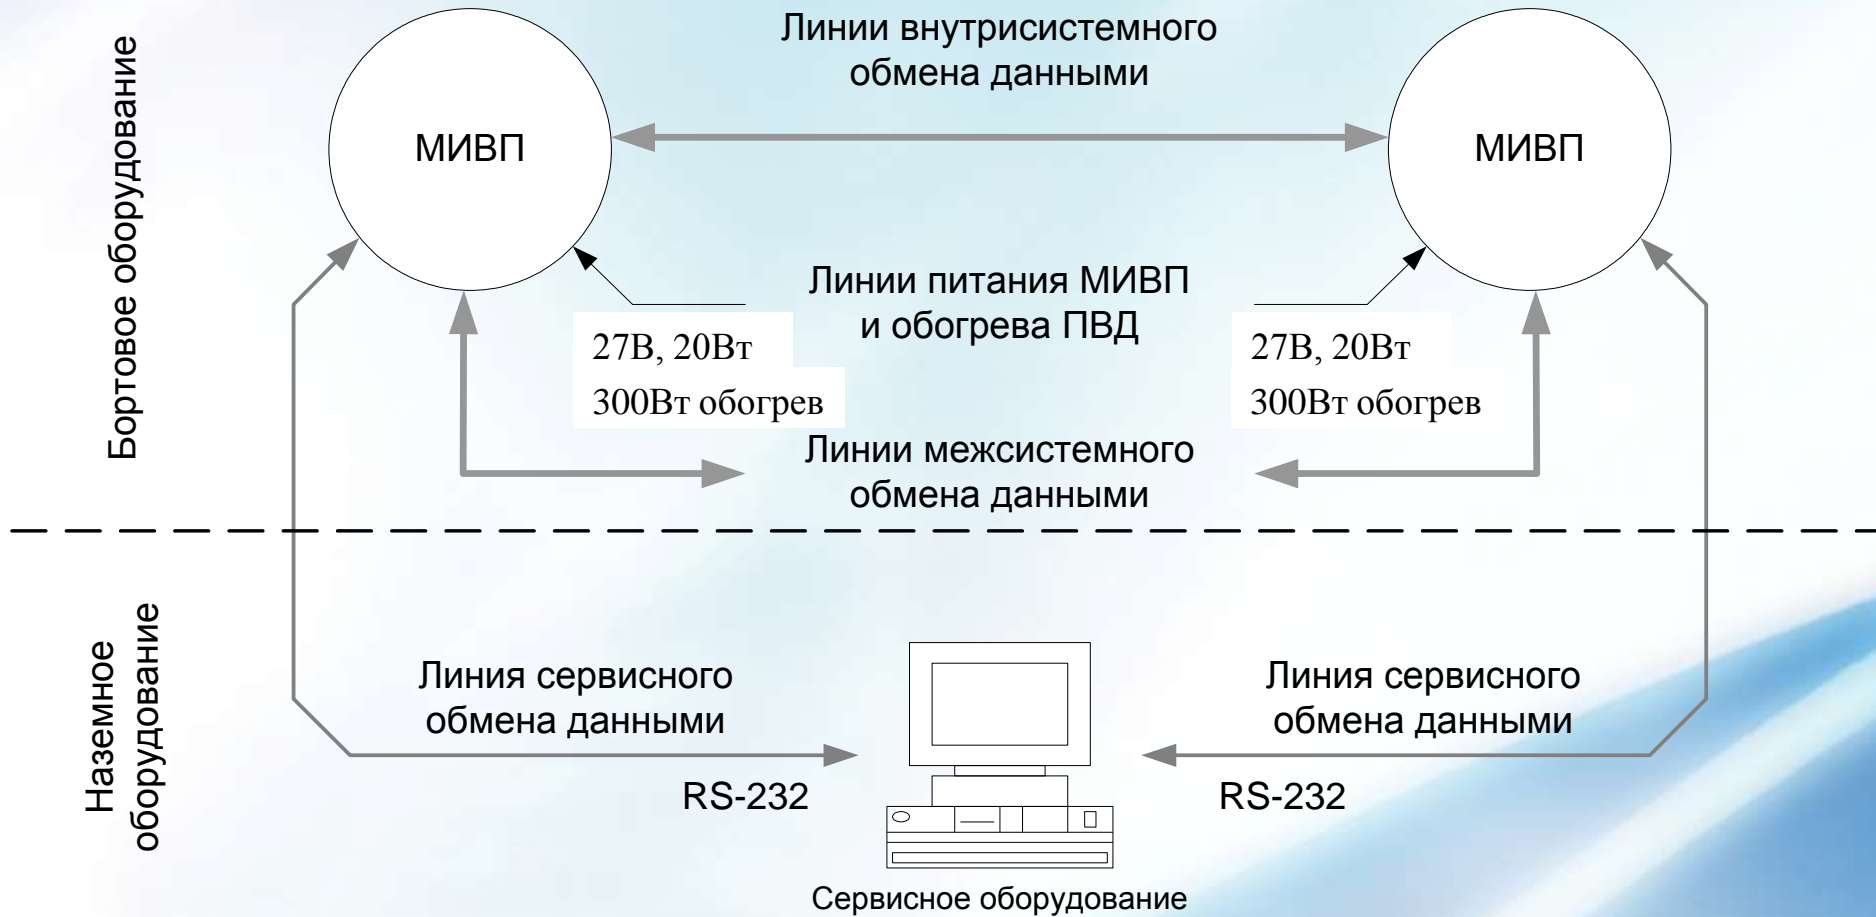 Бортовое оборудование
Линии внутрисистемного
обмена данными
МИВП
МИВП
Линии питания МИВП
и обогрева ПВД
27В, 20Вт
300Вт обогрев
27В, 20Вт
300Вт обогрев
Линии межсистемного
обмена данными
Наземное
оборудование
Линия сервисного
обмена данными
RS-232
Линия сервисного
обмена данными
RS-232
Сервисное оборудование